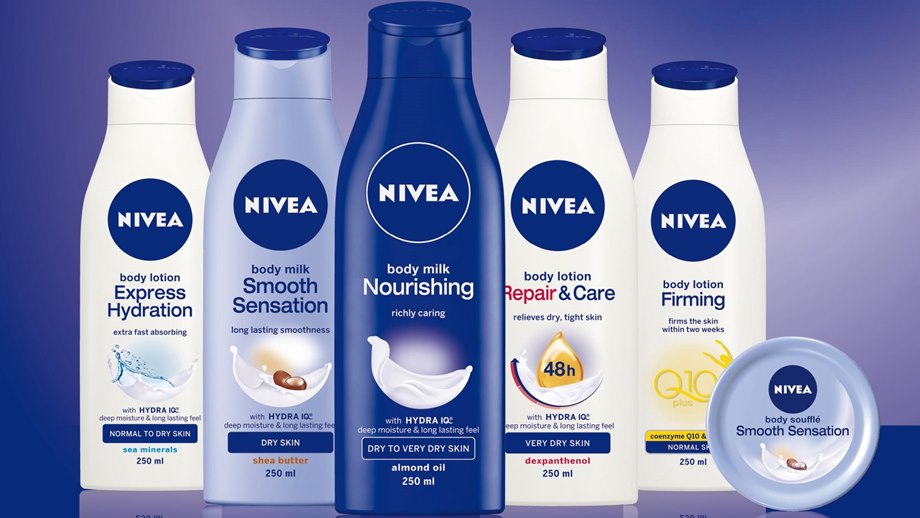 NIVEA
body lotion
Express
Hydration
extra fast absorbing
with HYDRA IQ
deep moisture & long lasting feel
NORMAL TO DRY SKIN
sea minerals
250 ml
NIVEA
body milk
Smooth
Sensation
long lasting smoothness
with HYDRA IQ
deep moisture & long lasting fee
DRY SKIN
shea butter
250 ml
NIVEA
body milk
Nourishing
richly caring
with HYDRA IQ
deep moisture & long lasting feel
DRY TO VERY DRY SKIN
almond oil
250 ml
NIVEA
body lotion
Repair & Care
relieves dry, tight skin
48h
with HYDRA IQ
deep moisture & long lasting feel
VERY DRY SKIN
dexpanthenol
250 ml
NIVEA
body lotion
Firming
firms the skin
within two weeks
Q10
plus
coenzyme Q10 &
NORMAL SK
250 ml
NIVEA
body soufflé
Smooth Sensation